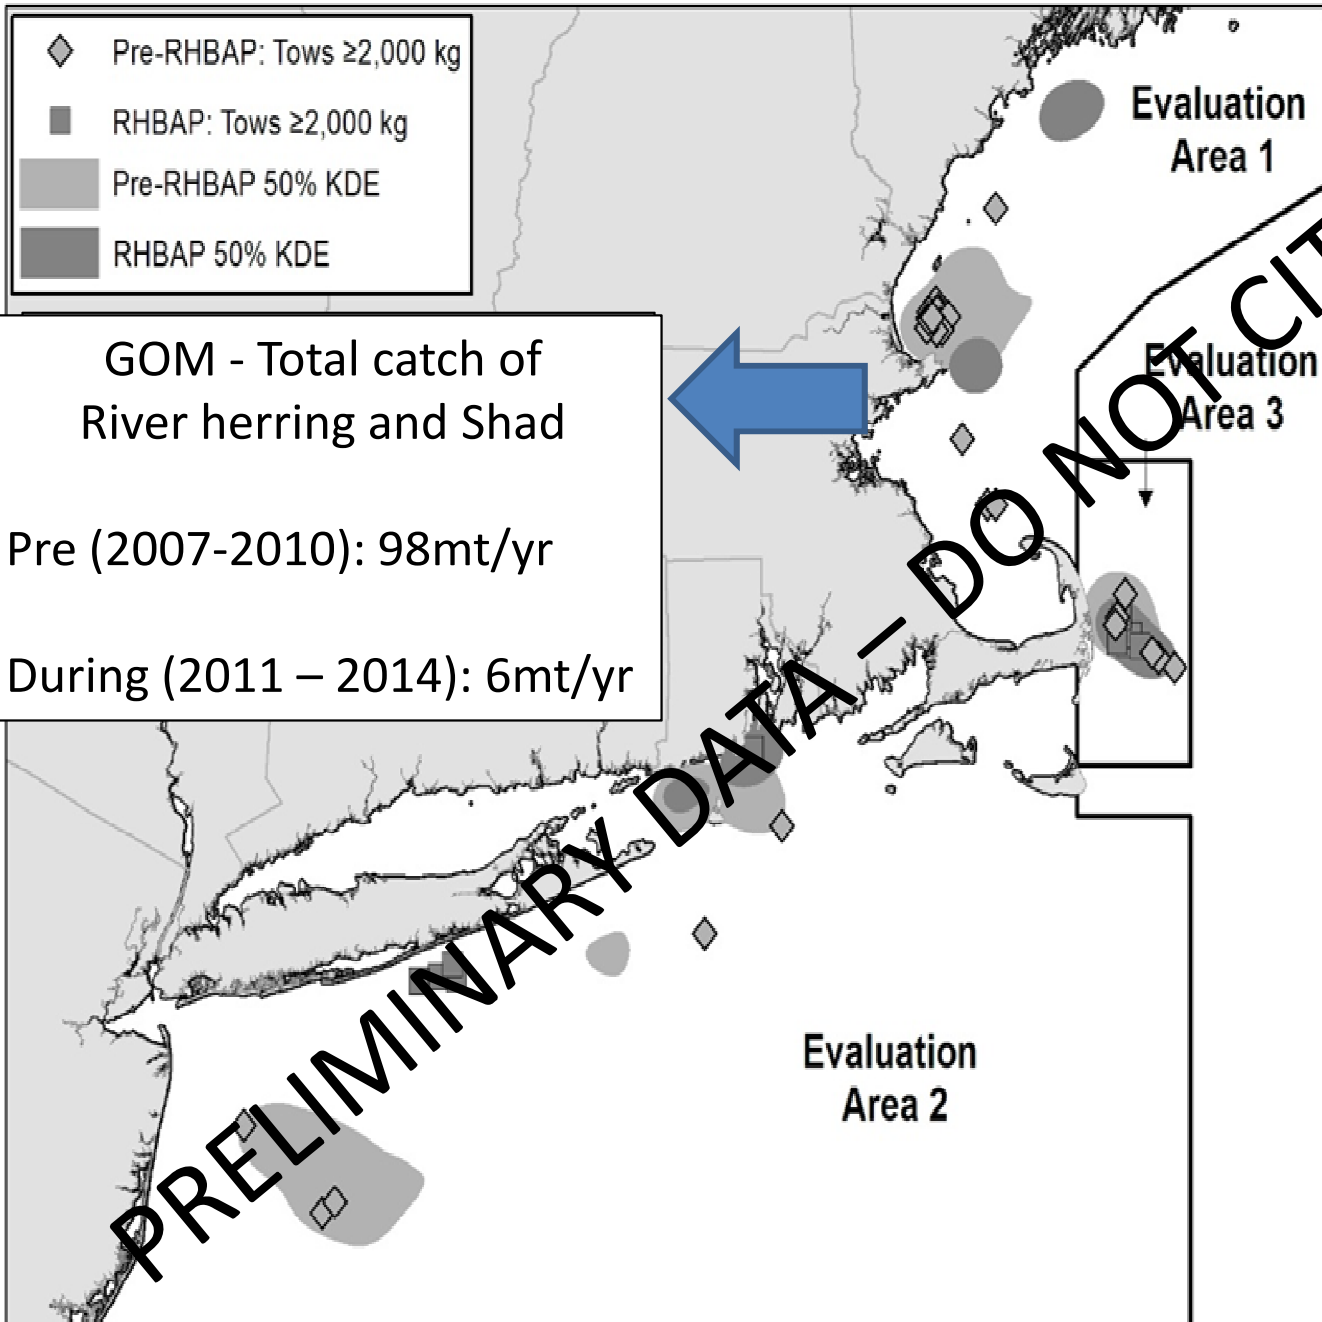 Pre-RHBAP: Tows ≥2,000 kg
RHBAP: Tows ≥2,000 kg
Pre-RHBAP 50% KDE
RHBAP 50% KDE
Evaluation
Area 1
GOM - Total catch of
River herring and Shad
Pre (2007-2010): 98mt/yr
During (2011 – 2014): 6mt/yr
Evaluation
Area 3
Evaluation
Area 2
PRELIMINARY DATA – DO NOT CIT